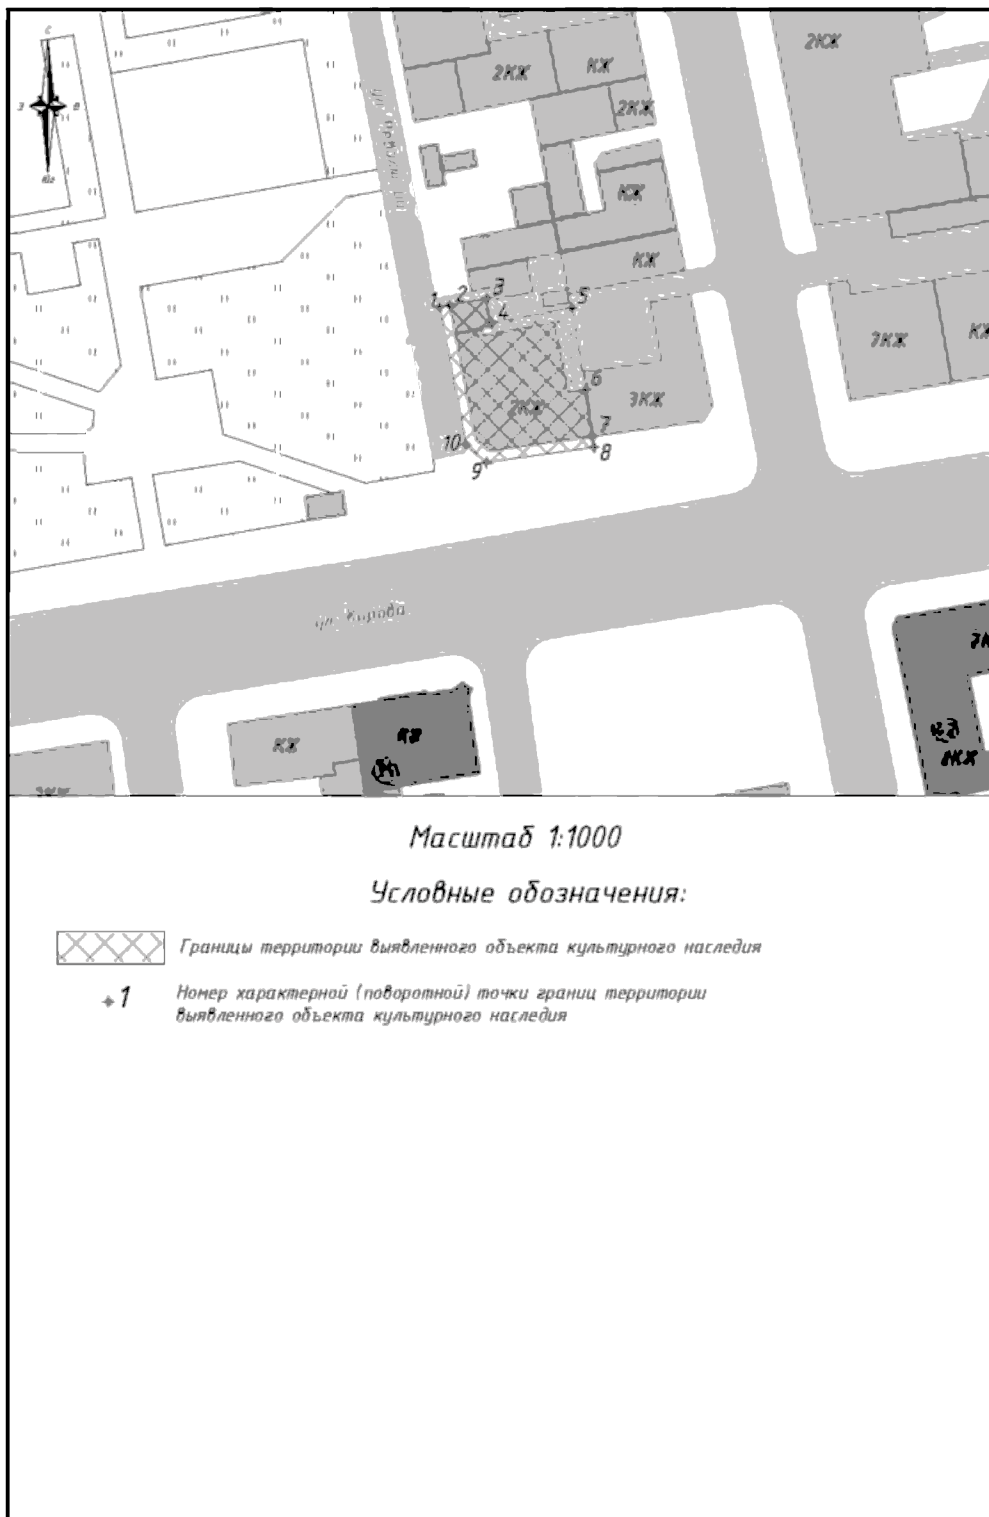 С
З
В
Юг
2КЖ
КЖ
2КЖ
2КЖ
КЖ
КЖ
1
2
3
4
5
6
7
8
9
10
2КЖ
3КЖ
КЖ
ул. Кирова
КЖ
КЖ
Масштаб 1:1000
Условные обозначения:
Границы территории выявленного объекта культурного наследия
1
Номер характерной (поворотной) точки границ территории
выявленного объекта культурного наследия